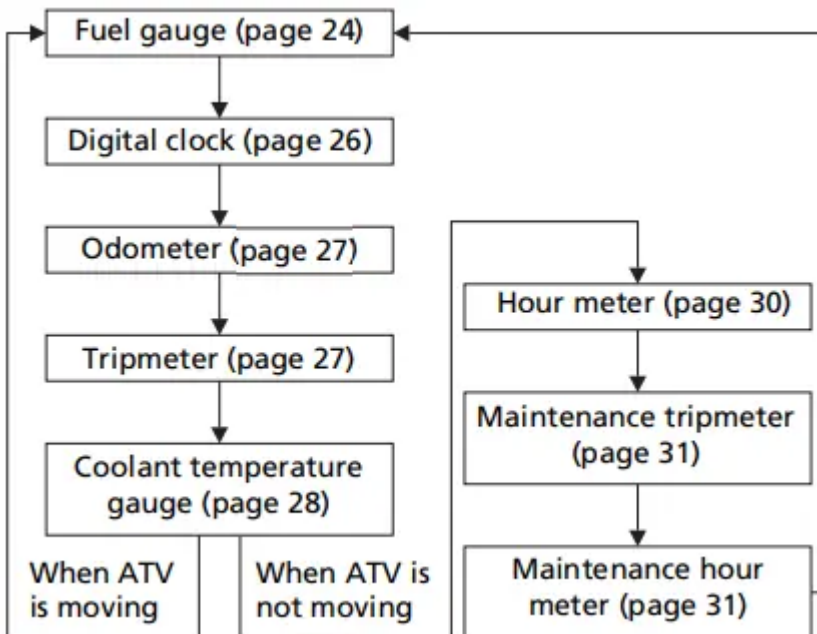 Fuel gauge (page 24)
Digital clock (page 26)
Odometer (page 27)
Tripmeter (page 27)
Coolant temperature
gauge (page 28)
When ATV
is moving
When ATV is
not moving
Hour meter (page 30)
Maintenance tripmeter
(page 31)
Maintenance hour
meter (page 31)